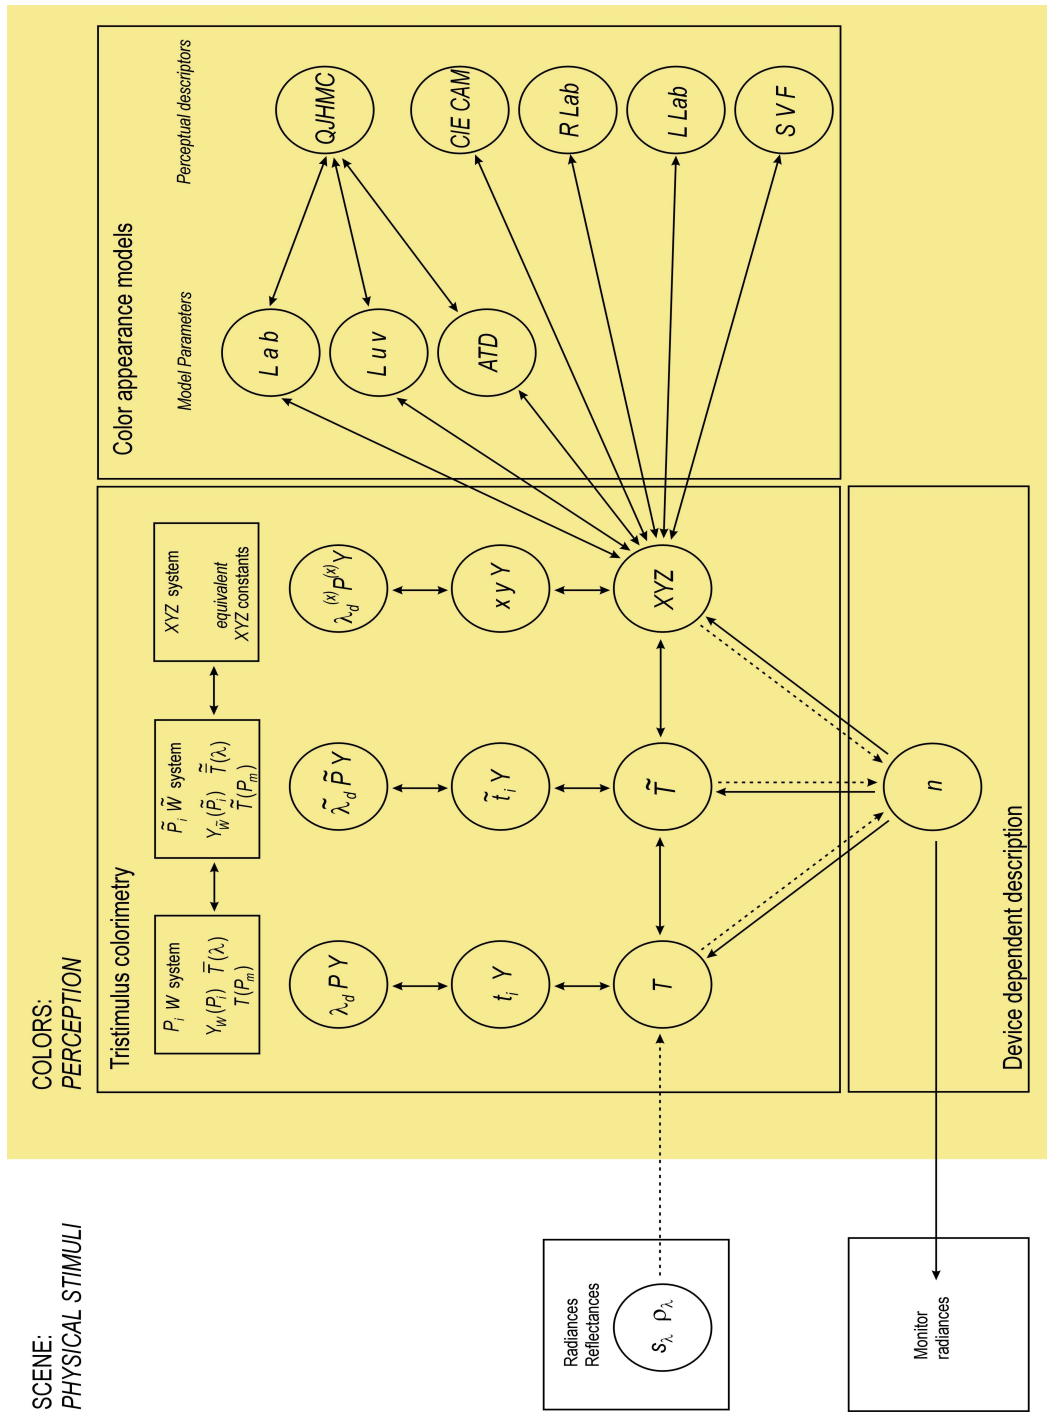 SCENE:
PHYSICAL STIMULI
COLORS:
PERCEPTION
Tristimulus colorimetry
P_i W system
Y_W(P_i) T̅(λ)
T(P_m)
P̃_i W̃ system
Y_W̃(P̃_i) T̃̅(λ)
T̃(P_m)
XYZ system
equivalent
XYZ constants
λ_d P Y
λ̃_d P̃ Y
λ_d^(x) P^(x) Y
t_i Y
t̃_i Y
x y Y
T
T̃
XYZ
Color appearance models
Model Parameters
Perceptual descriptors
L a b
L u v
ATD
QJHMC
CIE CAM
R Lab
L Lab
S V F
Radiances
Reflectances
s_λ ρ_λ
Device dependent description
n
Monitor
radiances